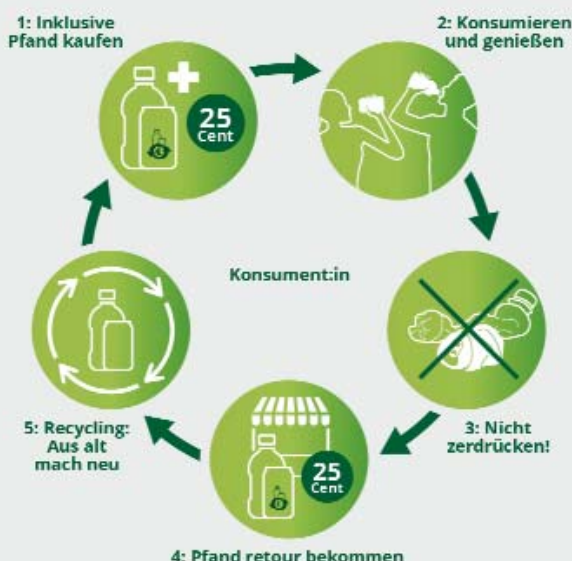 1: Inklusive
Pfand kaufen
25
Cent
2: Konsumieren
und genießen
Konsument:in
3: Nicht
zerdrücken!
25
Cent
4: Pfand retour bekommen
5: Recycling:
Aus alt
mach neu